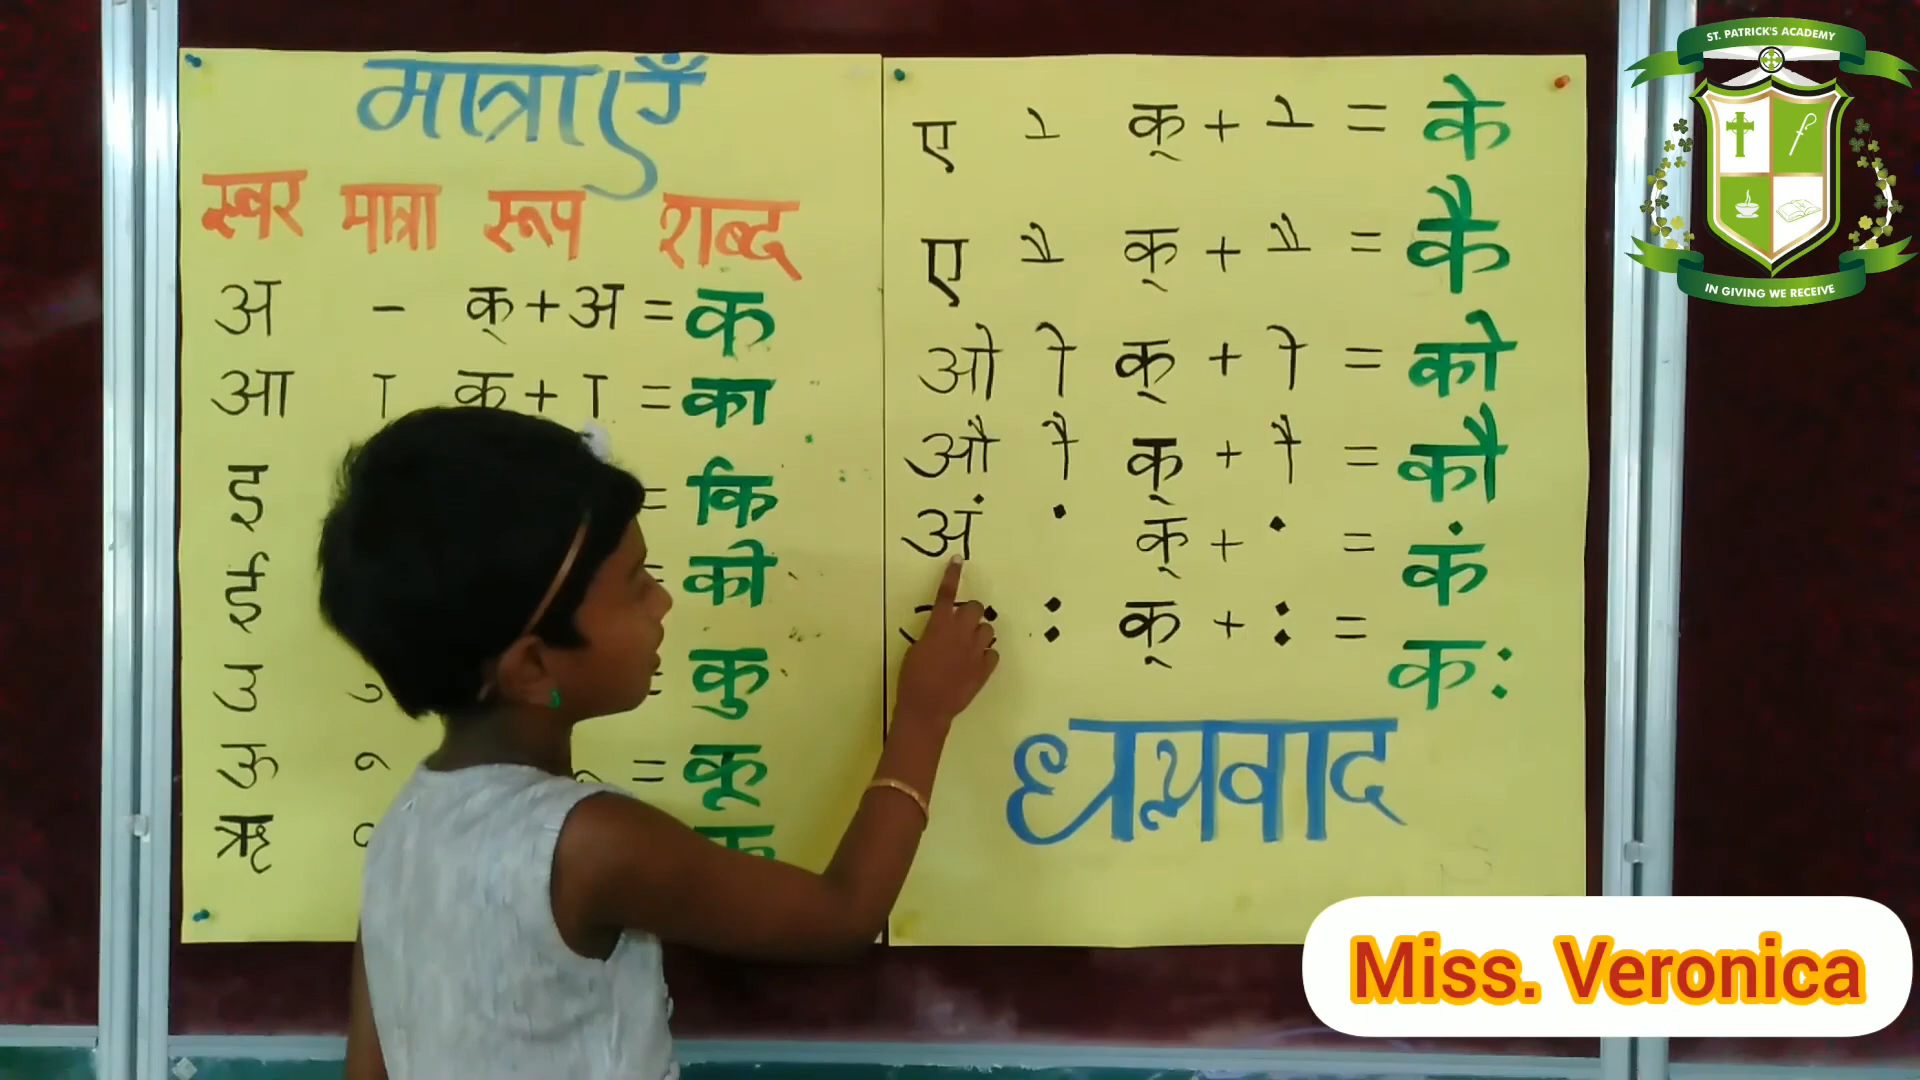 मात्राएँ
स्वर मात्रा रूप शब्द
अ - क् + अ = क
आ ा क् + ा = का
इ = कि
ई = की
उ ु = कु
ऊ ू = कू
ऋ
ए े क् + े = के
ए ै क् + ै = कै
ओ ो क् + ो = को
औ ौ क् + ौ = कौ
अं ं क् + ं = कं
: क् + : = क:
धन्यवाद
ST. PATRICK'S ACADEMY
IN GIVING WE RECEIVE
Miss. Veronica